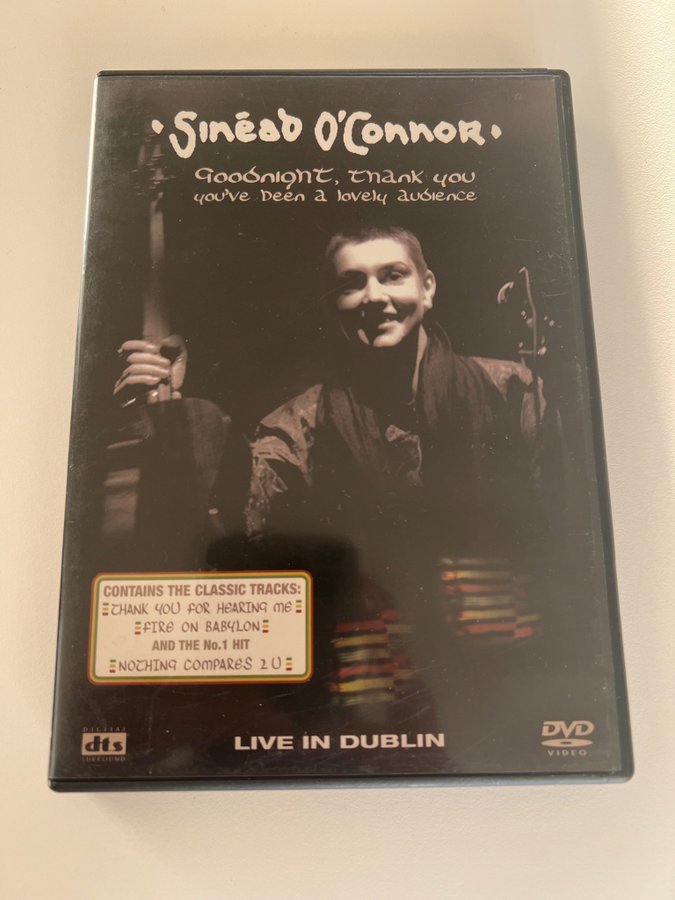 ·Sinéad O'Connor·
Goodnight, thank you
you've been a lovely audience
CONTAINS THE CLASSIC TRACKS:
THANK YOU FOR HEARING ME
FIRE ON BABYLON
AND THE No.1 HIT
NOTHING COMPARES 2 U
DIGITAL
dts
SURROUND
LIVE IN DUBLIN
DVD
VIDEO